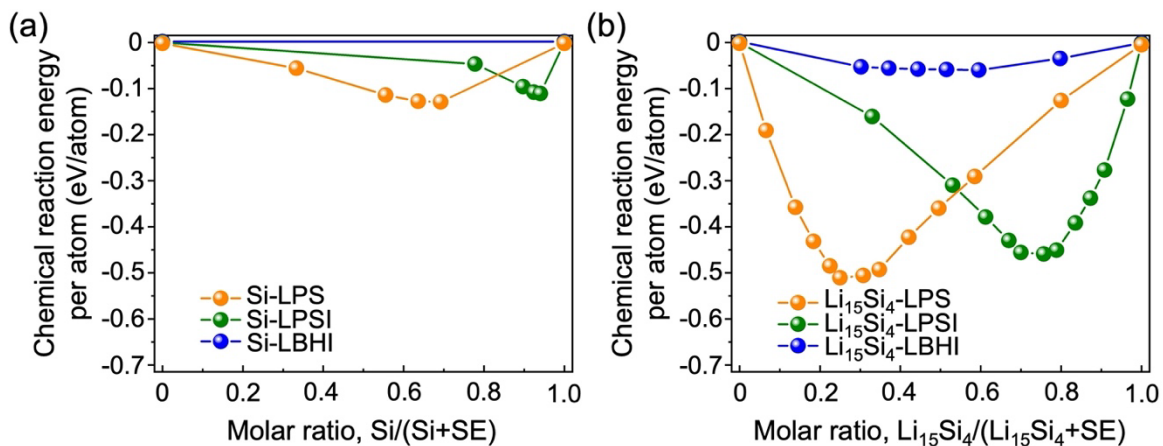 (a)
Chemical reaction energy
per atom (eV/atom)
0
-0.1
-0.2
-0.3
-0.4
-0.5
-0.6
-0.7
Si-LPS
Si-LPSI
Si-LBHI
0.0 0.2 0.4 0.6 0.8 1.0
Molar ratio, Si/(Si+SE)
(b)
Chemical reaction energy
per atom (eV/atom)
0
-0.1
-0.2
-0.3
-0.4
-0.5
-0.6
-0.7
Li₁₅Si₄-LPS
Li₁₅Si₄-LPSI
Li₁₅Si₄-LBHI
0.0 0.2 0.4 0.6 0.8 1.0
Molar ratio, Li₁₅Si₄/(Li₁₅Si₄+SE)